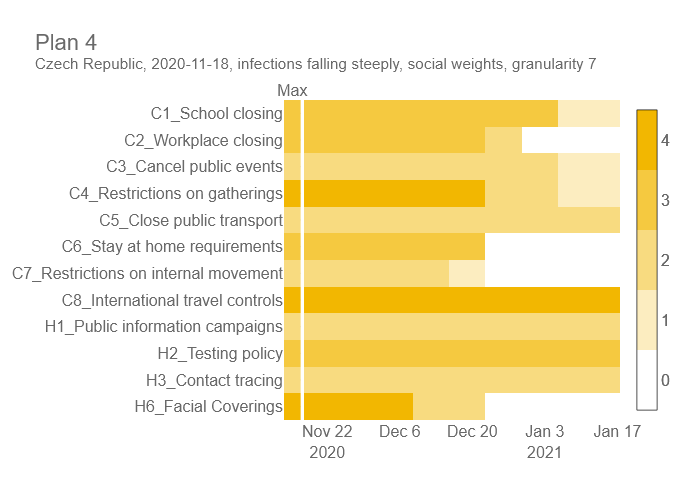 Plan 4
Czech Republic, 2020-11-18, infections falling steeply, social weights, granularity 7
Max
C1_School closing
C2_Workplace closing
C3_Cancel public events
C4_Restrictions on gatherings
C5_Close public transport
C6_Stay at home requirements
C7_Restrictions on internal movement
C8_International travel controls
H1_Public information campaigns
H2_Testing policy
H3_Contact tracing
H6_Facial Coverings
Nov 22 Dec 6 Dec 20 Jan 3 Jan 17
2020 2021
4
3
2
1
0